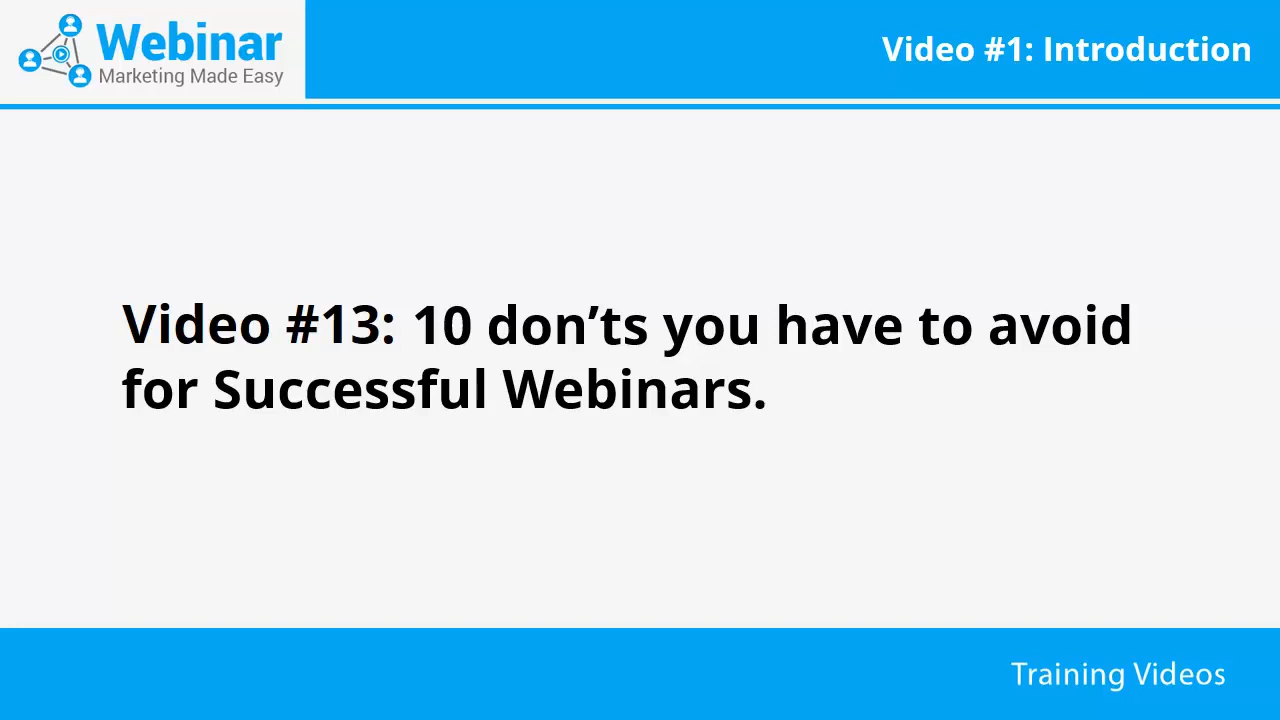 Webinar
Marketing Made Easy
Video #1: Introduction
Video #13: 10 don’ts you have to avoid
for Successful Webinars.
Training Videos